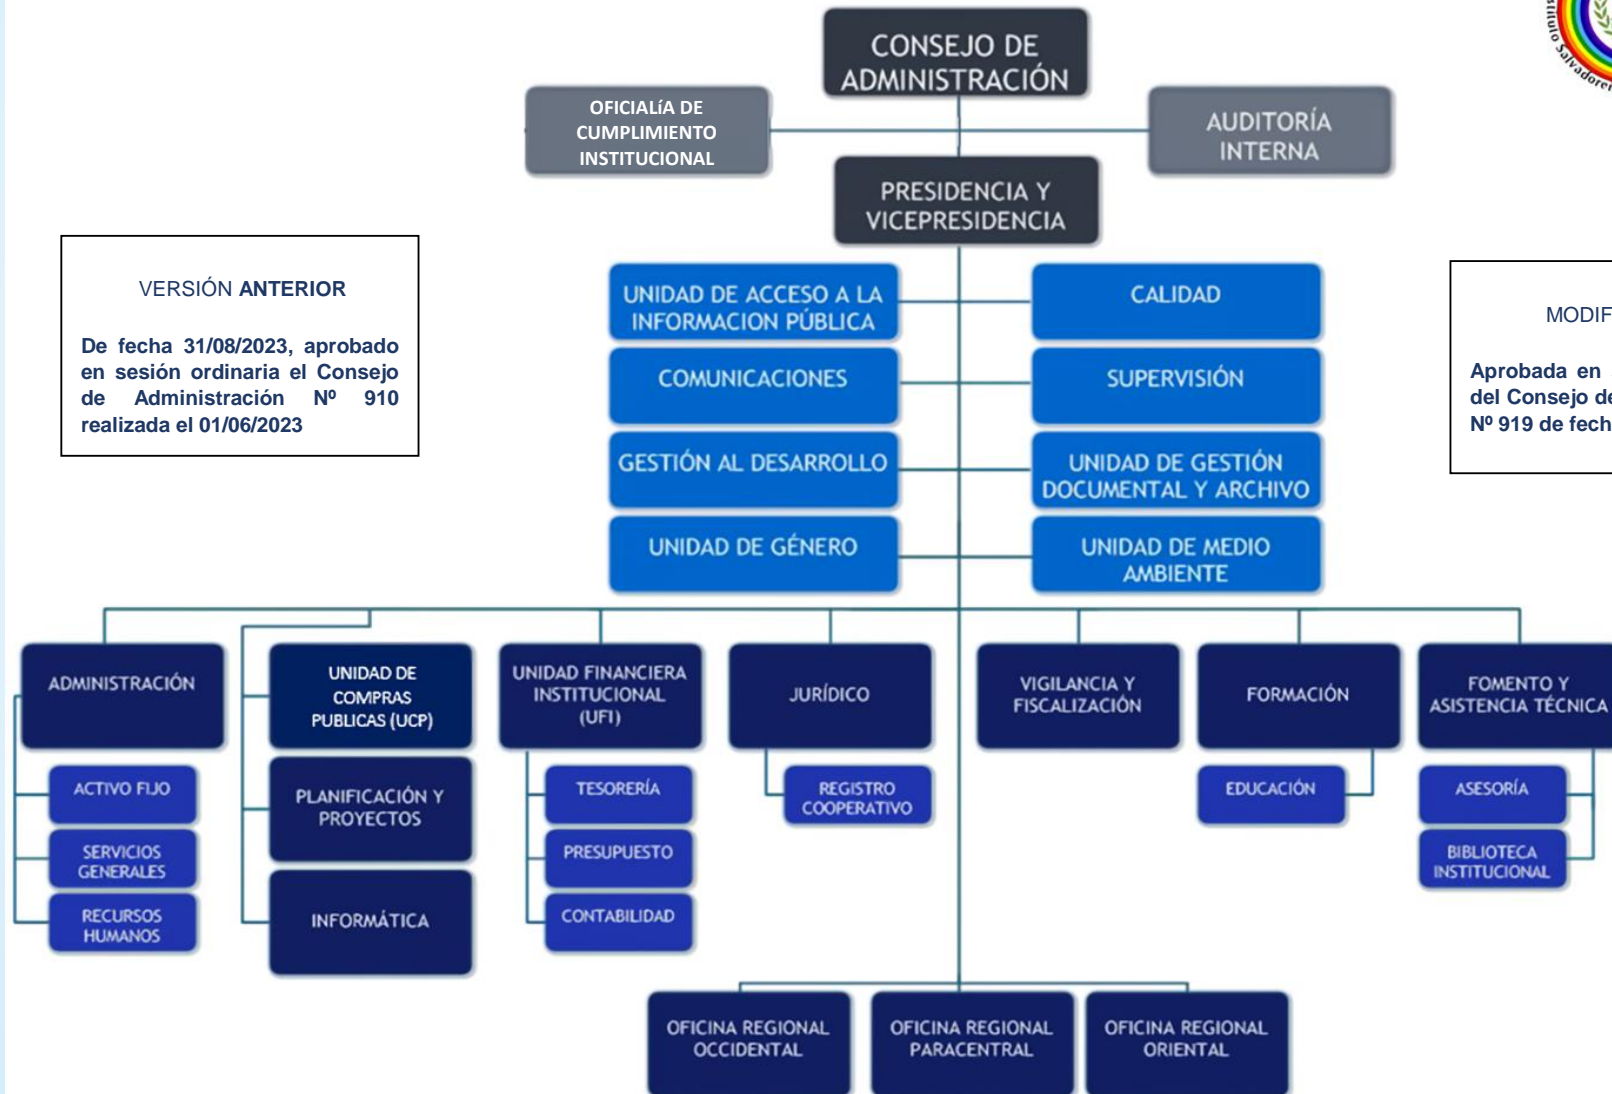 CONSEJO DE
ADMINISTRACIÓN
OFICIALíA DE
CUMPLIMIENTO
INSTITUCIONAL
AUDITORÍA
INTERNA
PRESIDENCIA Y
VICEPRESIDENCIA
VERSIÓN ANTERIOR
De fecha 31/08/2023, aprobado
en sesión ordinaria el Consejo
de Administración Nº 910
realizada el 01/06/2023
MODIF
Aprobada en
del Consejo de
Nº 919 de fech
UNIDAD DE ACCESO A LA
INFORMACION PÚBLICA
CALIDAD
COMUNICACIONES
SUPERVISIÓN
GESTIÓN AL DESARROLLO
UNIDAD DE GESTIÓN
DOCUMENTAL Y ARCHIVO
UNIDAD DE GÉNERO
UNIDAD DE MEDIO
AMBIENTE
ADMINISTRACIÓN
ACTIVO FIJO
SERVICIOS
GENERALES
RECURSOS
HUMANOS
UNIDAD DE
COMPRAS
PUBLICAS (UCP)
PLANIFICACIÓN Y
PROYECTOS
INFORMÁTICA
UNIDAD FINANCIERA
INSTITUCIONAL
(UFI)
TESORERÍA
PRESUPUESTO
CONTABILIDAD
JURÍDICO
REGISTRO
COOPERATIVO
VIGILANCIA Y
FISCALIZACIÓN
FORMACIÓN
EDUCACIÓN
FOMENTO Y
ASISTENCIA TÉCNICA
ASESORÍA
BIBLIOTECA
INSTITUCIONAL
OFICINA REGIONAL
OCCIDENTAL
OFICINA REGIONAL
PARACENTRAL
OFICINA REGIONAL
ORIENTAL